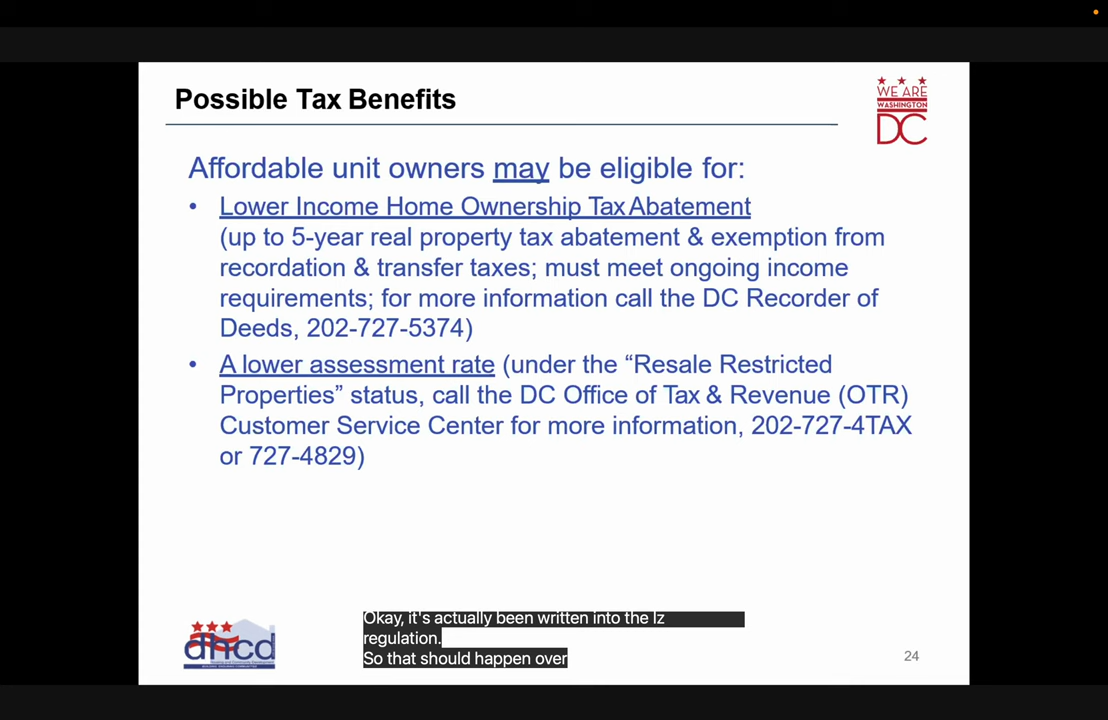 Possible Tax Benefits
WE ARE
WASHINGTON
DC
Affordable unit owners may be eligible for:
• Lower Income Home Ownership Tax Abatement
(up to 5-year real property tax abatement & exemption from
recordation & transfer taxes; must meet ongoing income
requirements; for more information call the DC Recorder of
Deeds, 202-727-5374)
• A lower assessment rate (under the “Resale Restricted
Properties” status, call the DC Office of Tax & Revenue (OTR)
Customer Service Center for more information, 202-727-4TAX
or 727-4829)
dhcd
Okay, it's actually been written into the Iz
regulation.
So that should happen over
24